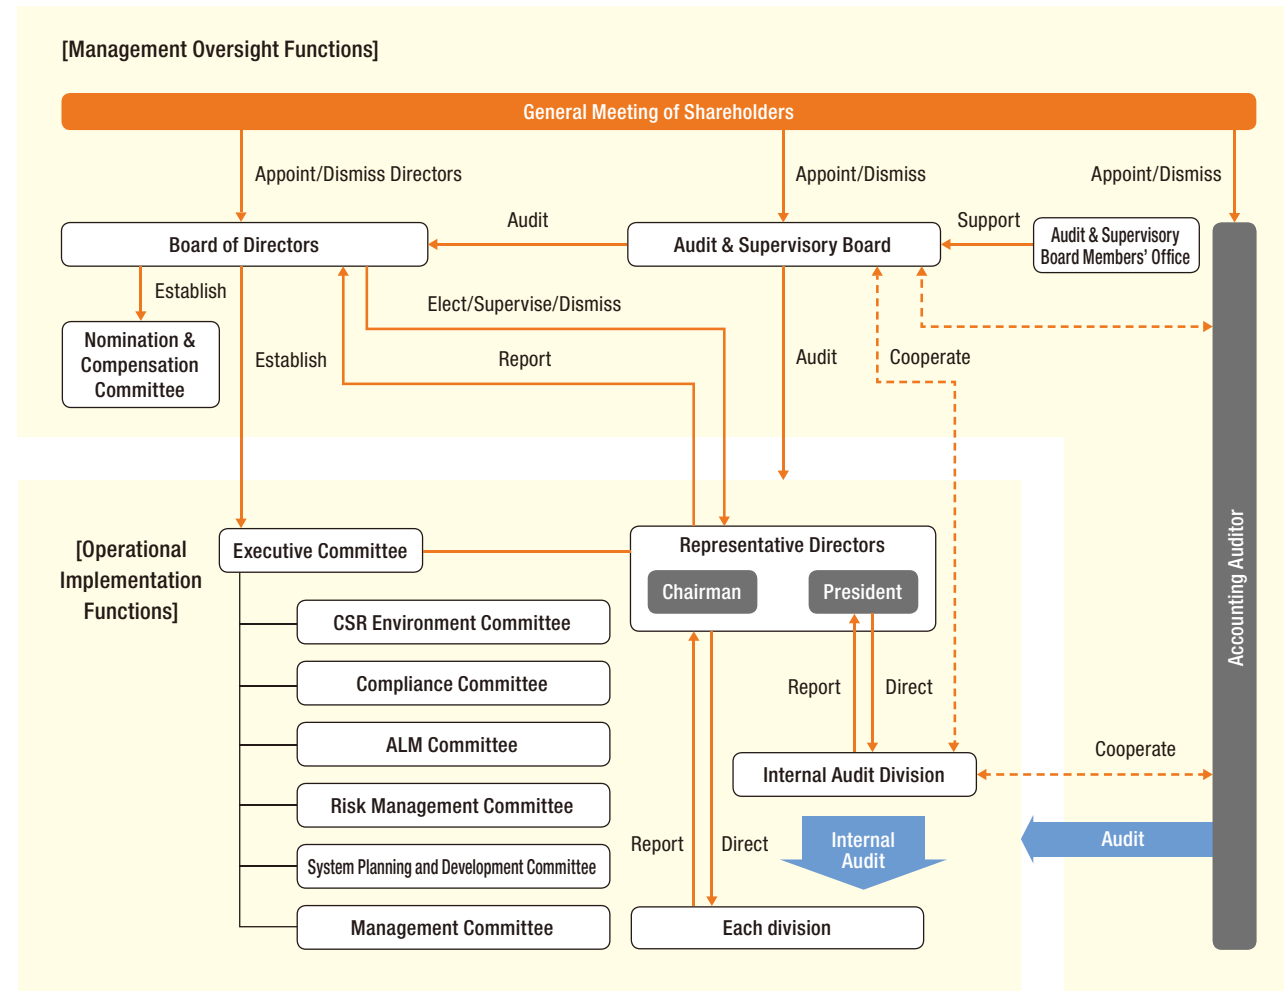 [Management Oversight Functions]
General Meeting of Shareholders
Appoint/Dismiss Directors
Appoint/Dismiss
Appoint/Dismiss
Board of Directors
Audit
Audit & Supervisory Board
Support
Audit & Supervisory
Board Members' Office
Establish
Nomination &
Compensation
Committee
Establish
Elect/Supervise/Dismiss
Report
Audit
Cooperate
Accounting Auditor
[Operational
Implementation
Functions]
Executive Committee
Representative Directors
Chairman
President
CSR Environment Committee
Compliance Committee
ALM Committee
Risk Management Committee
System Planning and Development Committee
Management Committee
Report
Direct
Internal Audit Division
Cooperate
Report
Direct
Internal
Audit
Audit
Each division